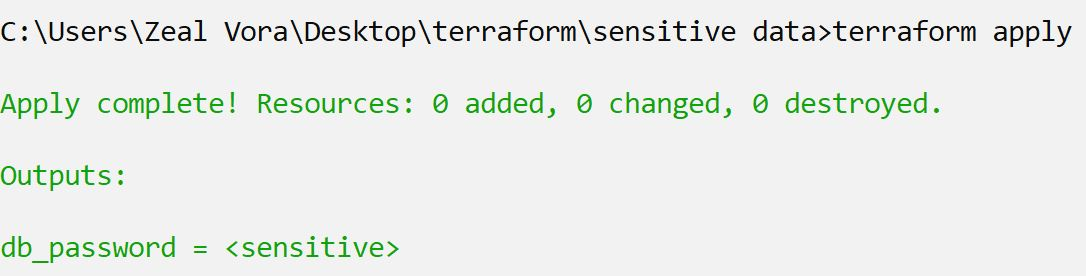 C:\Users\Zeal Vora\Desktop\terraform\sensitive data>terraform apply
Apply complete! Resources: 0 added, 0 changed, 0 destroyed.
Outputs:
db_password = <sensitive>